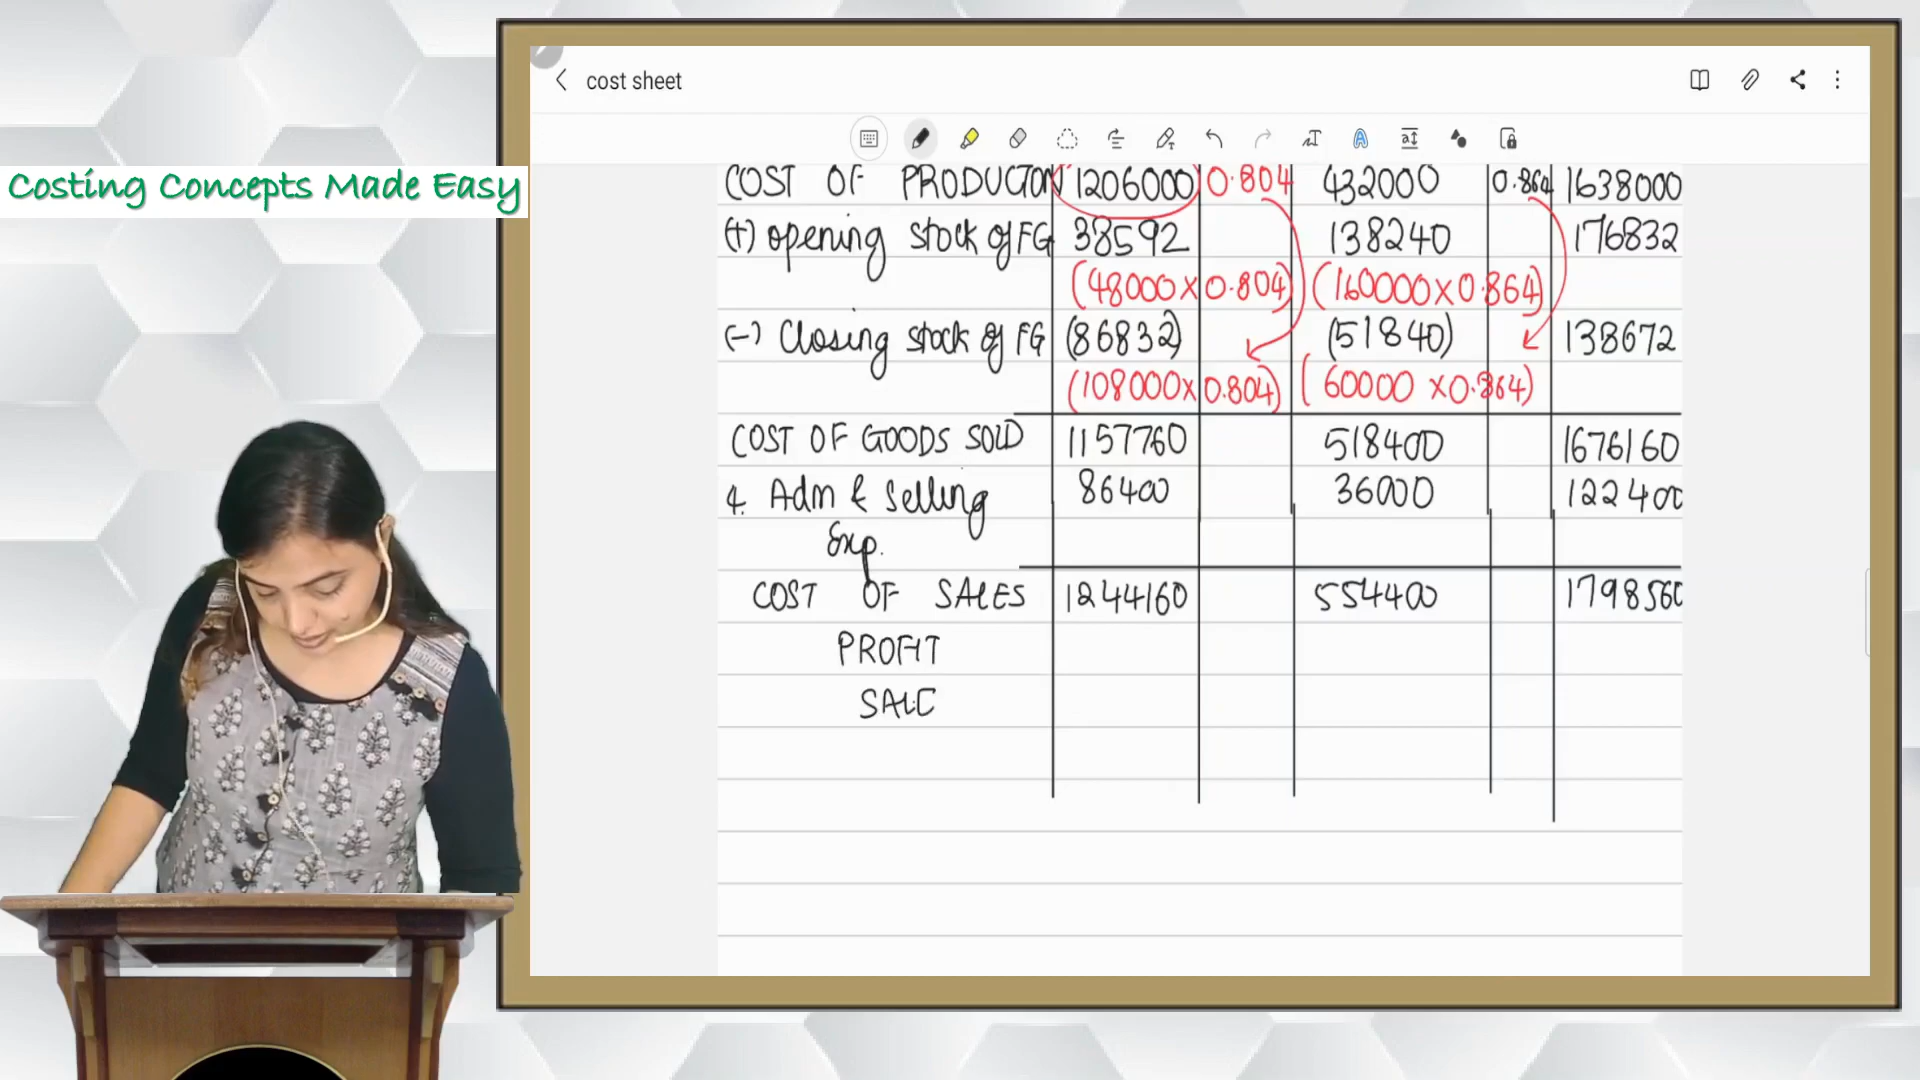 Costing Concepts Made Easy
cost sheet
COST OF PRODUCTON 1206000 0.804 432000 0.864 1638000
(+) opening stock of FG 38592 138240 176832
(48000 x 0.804) (160000 x 0.864)
(-) Closing stock of FG (86832) (51840) 138672
(108000 x 0.804) (60000 x 0.864)
COST OF GOODS SOLD 1157760 518400 1676160
4. Adm & Selling 86400 36000 122400
Exp.
COST OF SALES 1244160 554400 1798560
PROFIT
SALE